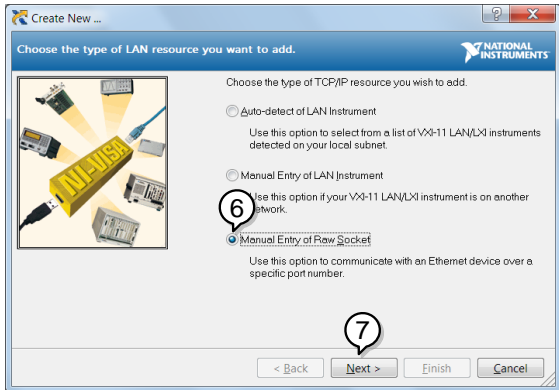 Create New ...
Choose the type of LAN resource you want to add.
NATIONAL
INSTRUMENTS
NI-VISA
Choose the type of TCP/IP resource you wish to add.
Auto-detect of LAN Instrument
Use this option to select from a list of VXI-11 LAN/LXI instruments
detected on your local subnet.
Manual Entry of LAN Instrument
Use this option if your VXI-11 LAN/LXI instrument is on another
network.
6
Manual Entry of Raw Socket
Use this option to communicate with an Ethernet device over a
specific port number.
7
< Back
Next >
Finish
Cancel